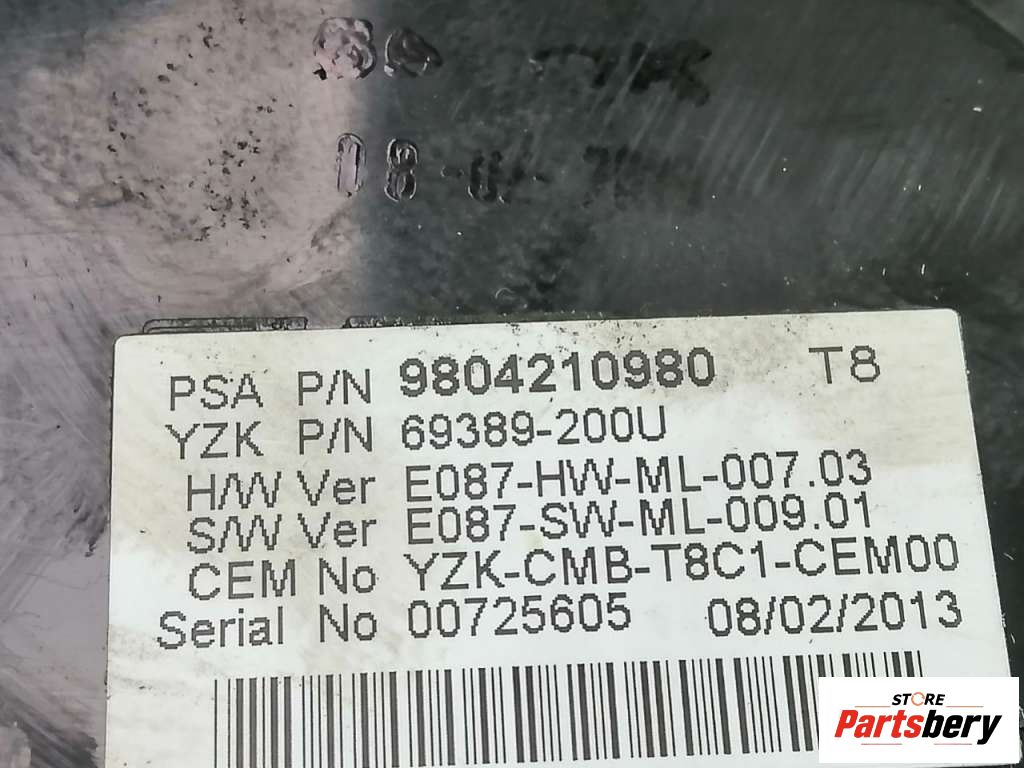 PSA P/N 9804210980 T8
YZK P/N 69389-200U
H/W Ver E087-HW-ML-007.03
S/W Ver E087-SW-ML-009.01
CEM No YZK-CMB-T8C1-CEM00
Serial No 00725605 08/02/2013
STORE
Partsbery